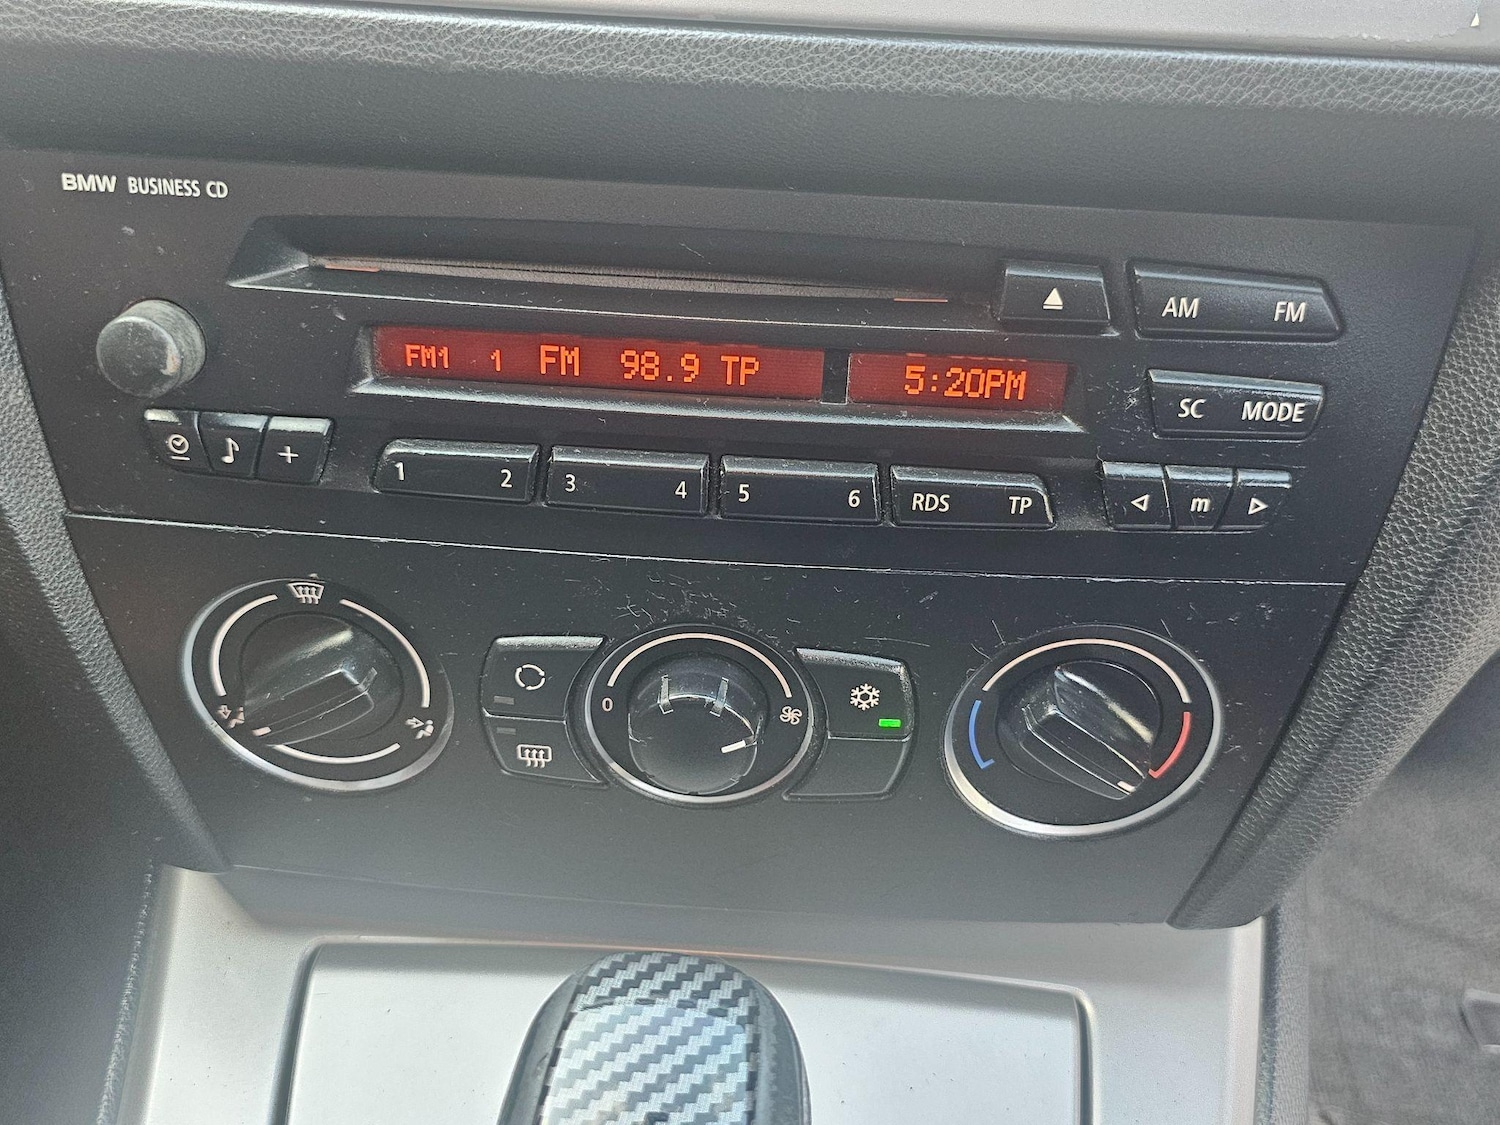 BMW BUSINESS CD
AM FM
FM1 1 FM 98.9 TP 5:20PM
SC MODE
+ 1 2 3 4 5 6 RDS TP m
0